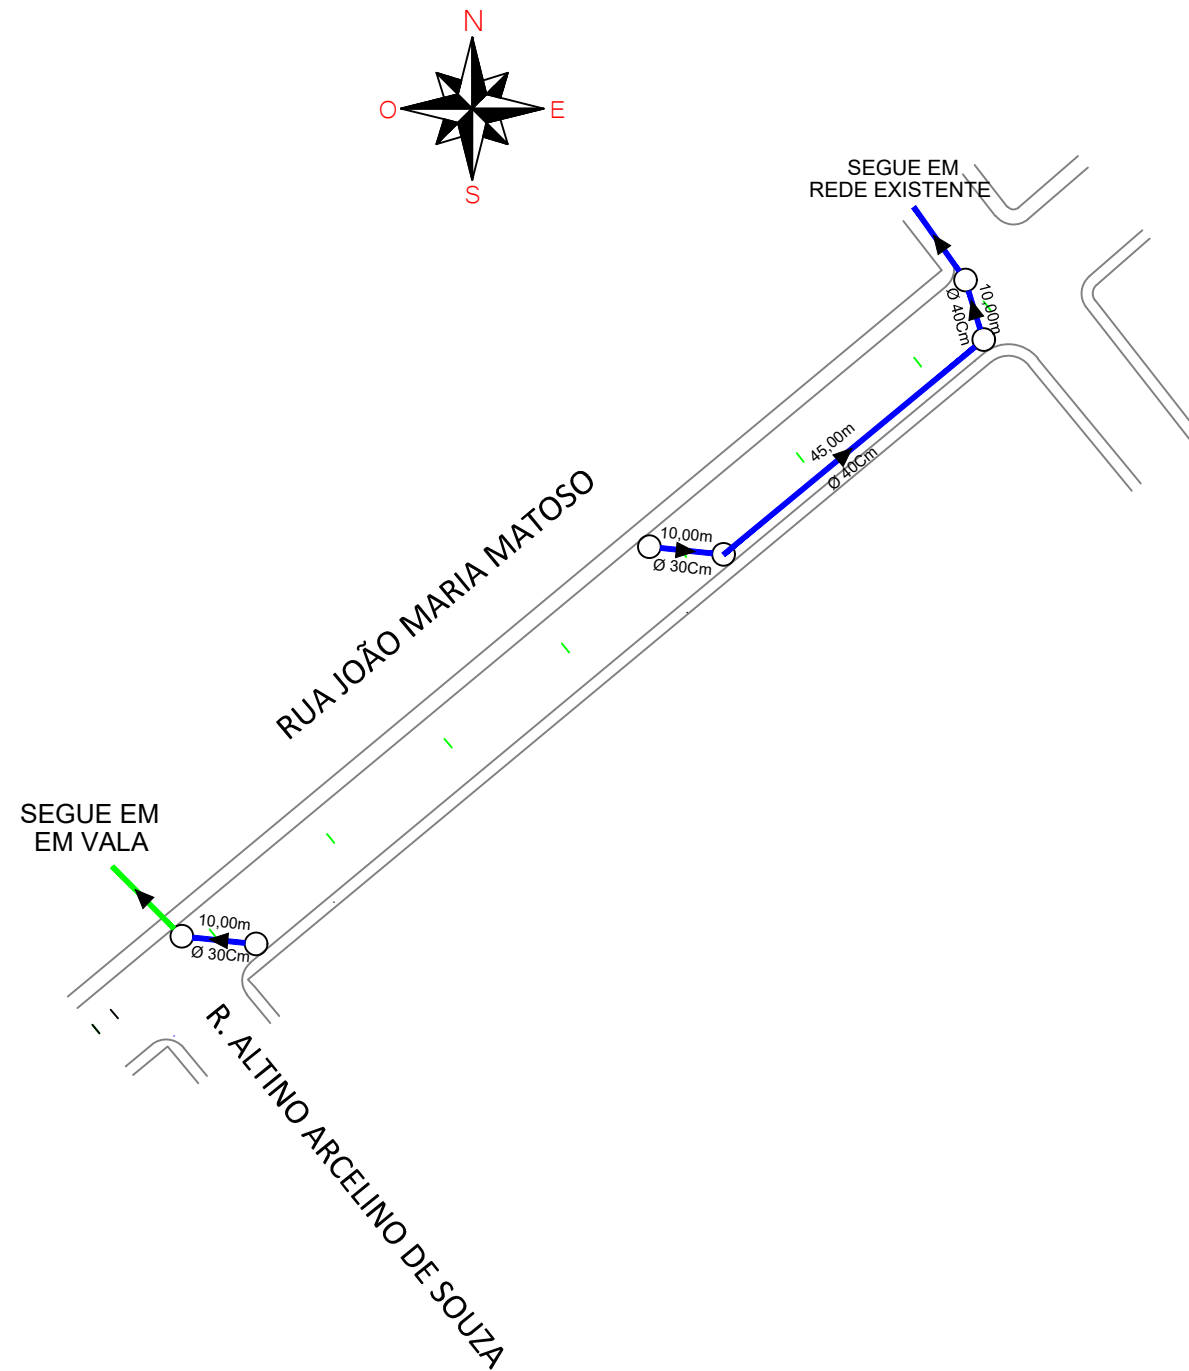 N
O
E
S
SEGUE EM
REDE EXISTENTE
10,00m
Ø 40Cm
45,00m
Ø 40Cm
10,00m
Ø 30Cm
RUA JOÃO MARIA MATOSO
SEGUE EM
EM VALA
10,00m
Ø 30Cm
R. ALTINO ARCELINO DE SOUZA